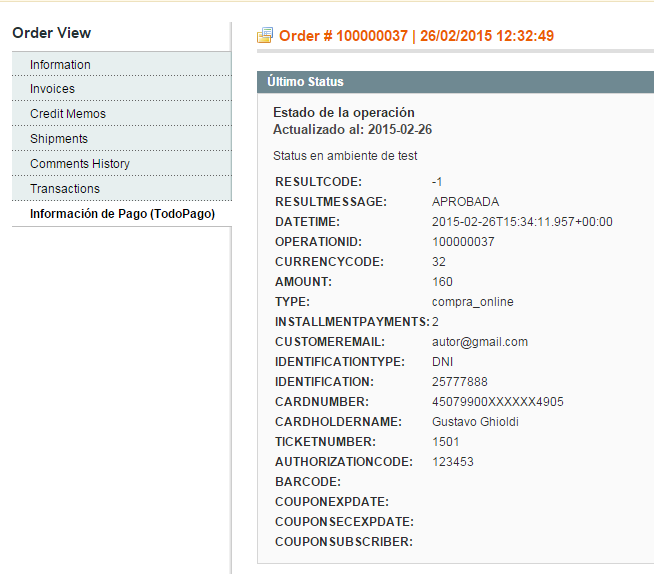 Order View
Information
Invoices
Credit Memos
Shipments
Comments History
Transactions
Información de Pago (TodoPago)
Order # 100000037 | 26/02/2015 12:32:49
Último Status
Estado de la operación
Actualizado al: 2015-02-26
Status en ambiente de test
RESULTCODE: -1
RESULTMESSAGE: APROBADA
DATETIME: 2015-02-26T15:34:11.957+00:00
OPERATIONID: 100000037
CURRENCYCODE: 32
AMOUNT: 160
TYPE: compra_online
INSTALLMENTPAYMENTS: 2
CUSTOMEREMAIL: autor@gmail.com
IDENTIFICATIONTYPE: DNI
IDENTIFICATION: 25777888
CARDNUMBER: 45079900XXXXXX4905
CARDHOLDERNAME: Gustavo Ghioldi
TICKETNUMBER: 1501
AUTHORIZATIONCODE: 123453
BARCODE:
COUPONEXPDATE:
COUPONSECEXPDATE:
COUPONSUBSCRIBER: